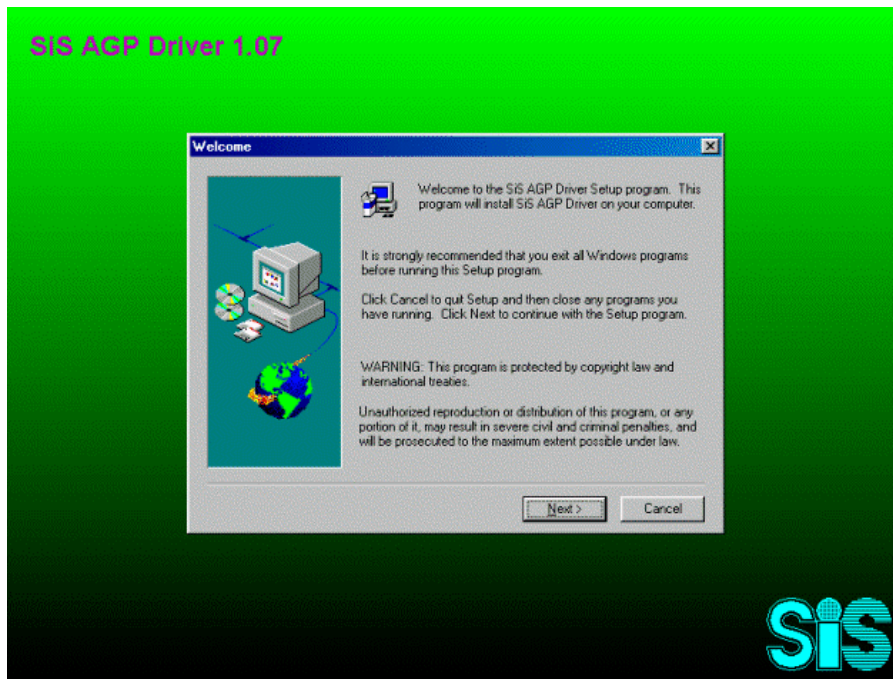 SiS AGP Driver 1.07
Welcome
Welcome to the SiS AGP Driver Setup program. This
program will install SiS AGP Driver on your computer.
It is strongly recommended that you exit all Windows programs
before running this Setup program.
Click Cancel to quit Setup and then close any programs you
have running. Click Next to continue with the Setup program.
WARNING: This program is protected by copyright law and
international treaties.
Unauthorized reproduction or distribution of this program, or any
portion of it, may result in severe civil and criminal penalties, and
will be prosecuted to the maximum extent possible under law.
Next > Cancel
SiS